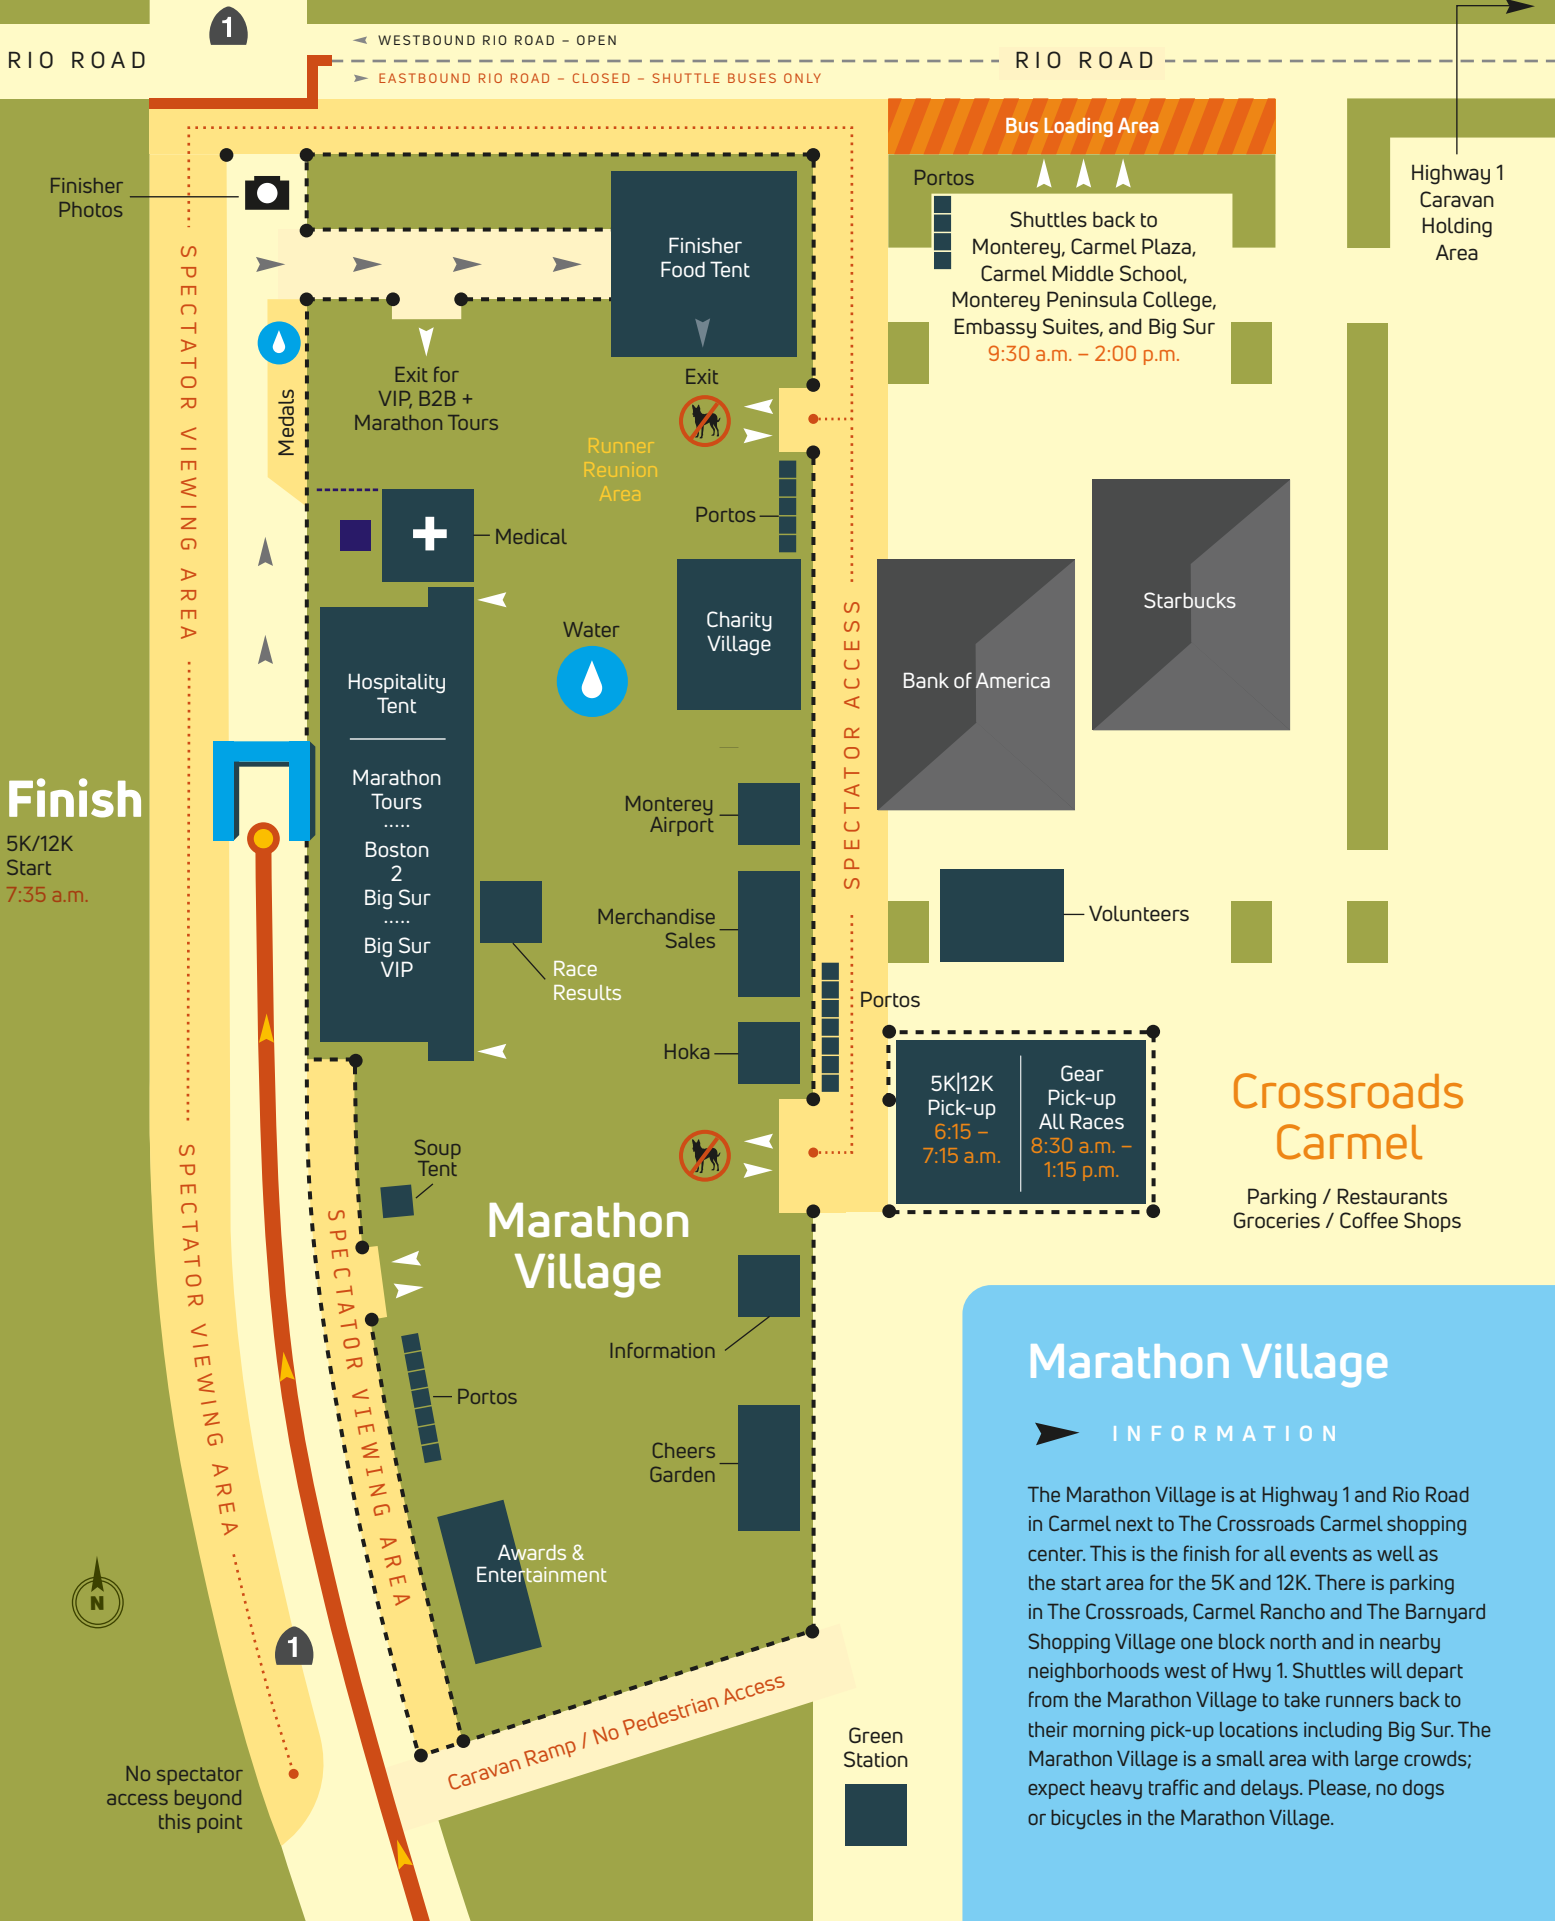 1
RIO ROAD
WESTBOUND RIO ROAD – OPEN
EASTBOUND RIO ROAD – CLOSED – SHUTTLE BUSES ONLY
RIO ROAD
Bus Loading Area
Finisher
Photos
Finisher
Food Tent
Portos
Shuttles back to
Monterey, Carmel Plaza,
Carmel Middle School,
Monterey Peninsula College,
Embassy Suites, and Big Sur
9:30 a.m. – 2:00 p.m.
Highway 1
Caravan
Holding
Area
SPECTATOR VIEWING AREA
Medals
Exit for
VIP, B2B +
Marathon Tours
Exit
Runner
Reunion
Area
Portos
Medical
Water
Charity
Village
SPECTATOR ACCESS
Bank of America
Starbucks
Hospitality
Tent
Marathon
Tours
.....
Boston
2
Big Sur
.....
Big Sur
VIP
Finish
5K/12K
Start
7:35 a.m.
Monterey
Airport
Merchandise
Sales
Race
Results
Volunteers
Portos
Hoka
5K|12K
Pick-up
6:15 –
7:15 a.m.
Gear
Pick-up
All Races
8:30 a.m. –
1:15 p.m.
Crossroads
Carmel
Parking / Restaurants
Groceries / Coffee Shops
Soup
Tent
Marathon
Village
SPECTATOR VIEWING AREA
SPECTATOR VIEWING AREA
Information
Portos
Cheers
Garden
Awards &
Entertainment
N
1
Caravan Ramp / No Pedestrian Access
No spectator
access beyond
this point
Green
Station
Marathon Village
INFORMATION
The Marathon Village is at Highway 1 and Rio Road
in Carmel next to The Crossroads Carmel shopping
center. This is the finish for all events as well as
the start area for the 5K and 12K. There is parking
in The Crossroads, Carmel Rancho and The Barnyard
Shopping Village one block north and in nearby
neighborhoods west of Hwy 1. Shuttles will depart
from the Marathon Village to take runners back to
their morning pick-up locations including Big Sur. The
Marathon Village is a small area with large crowds;
expect heavy traffic and delays. Please, no dogs
or bicycles in the Marathon Village.